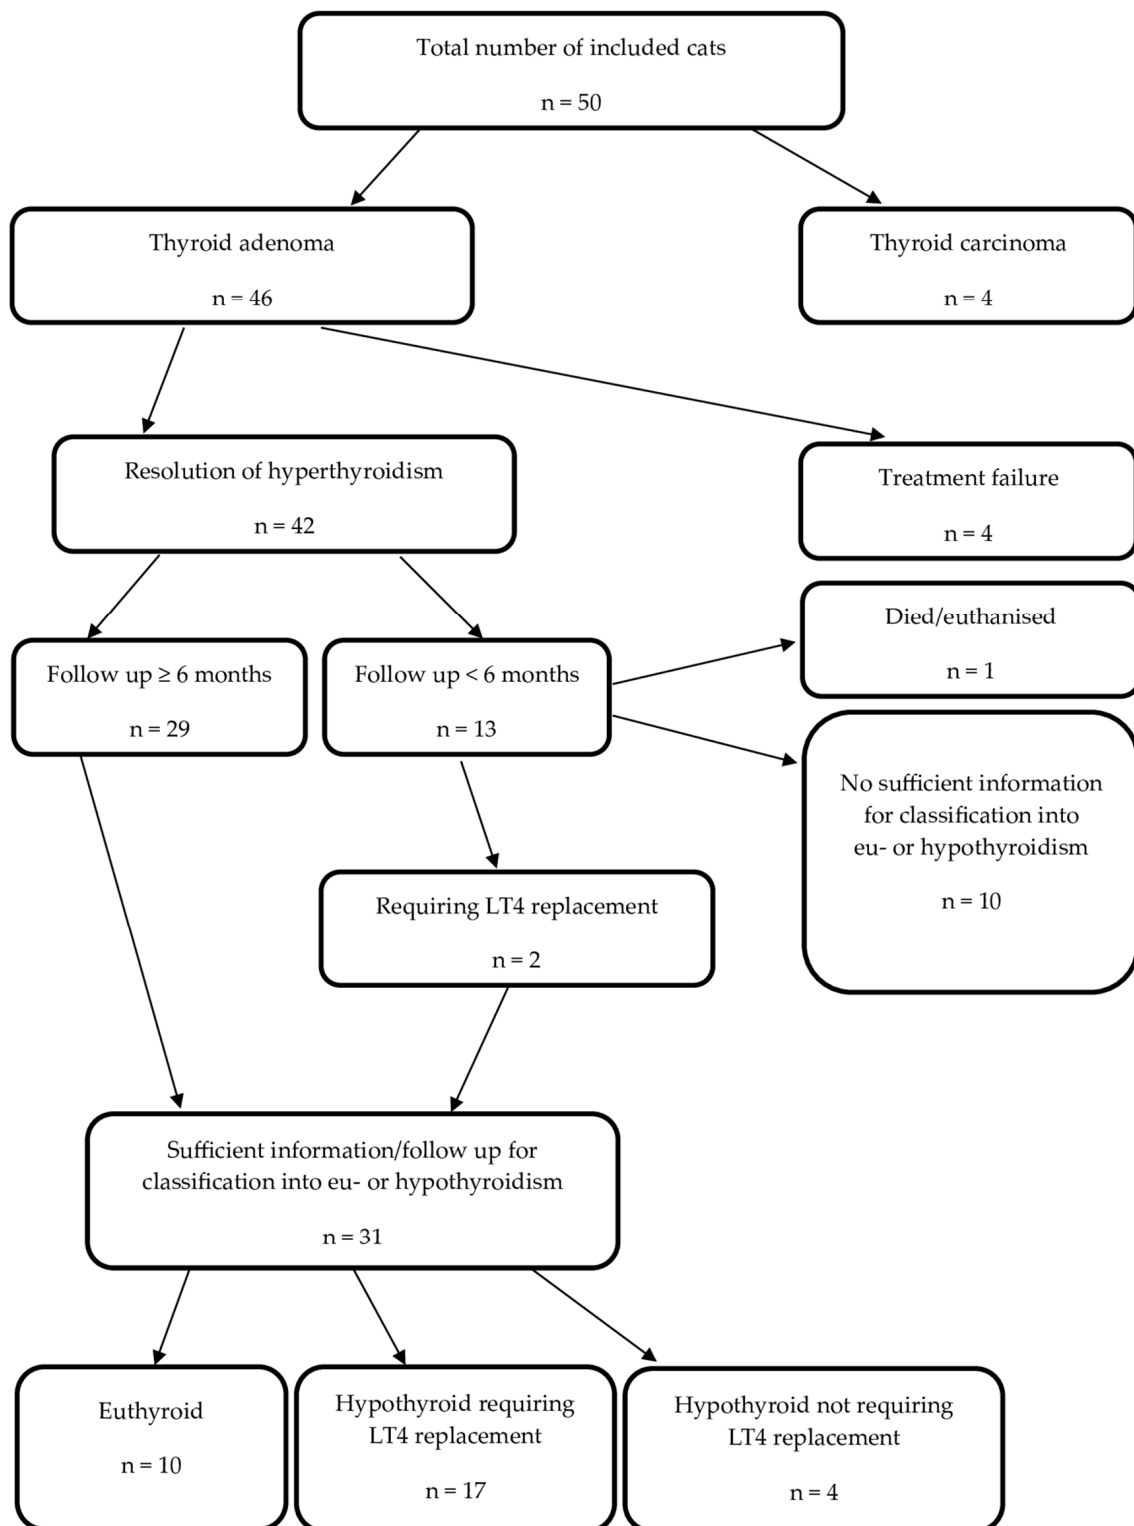 Total number of included cats
n = 50
Thyroid adenoma
n = 46
Thyroid carcinoma
n = 4
Resolution of hyperthyroidism
n = 42
Treatment failure
n = 4
Follow up ≥ 6 months
n = 29
Follow up < 6 months
n = 13
Died/euthanised
n = 1
No sufficient information
for classification into
eu- or hypothyroidism
n = 10
Requiring LT4 replacement
n = 2
Sufficient information/follow up for
classification into eu- or hypothyroidism
n = 31
Euthyroid
n = 10
Hypothyroid requiring
LT4 replacement
n = 17
Hypothyroid not requiring
LT4 replacement
n = 4